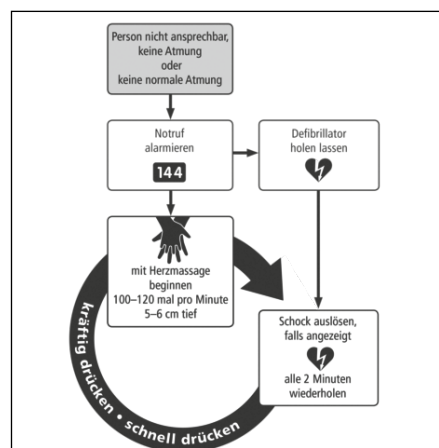 Person nicht ansprechbar,
keine Atmung
oder
keine normale Atmung
Notruf
alarmieren
144
Defibrillator
holen lassen
mit Herzmassage
beginnen
100–120 mal pro Minute
5–6 cm tief
Schock auslösen,
falls angezeigt
alle 2 Minuten
wiederholen
kräftig drücken • schnell drücken